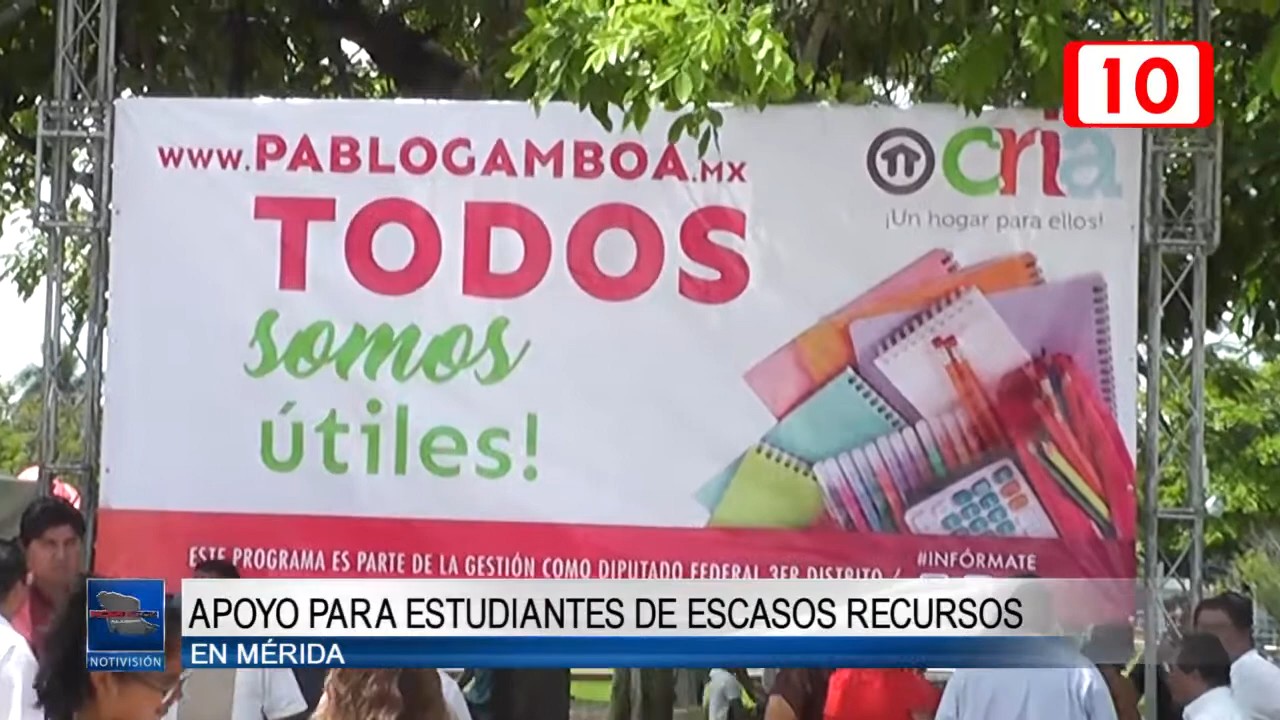 10
www.PABLOGAMBOA.MX
cria
¡Un hogar para ellos!
TODOS
somos
útiles!
ESTE PROGRAMA ES PARTE DE LA GESTIÓN COMO DIPUTADO FEDERAL 3ER DISTRITO /
#INFÓRMATE
APOYO PARA ESTUDIANTES DE ESCASOS RECURSOS
EN MÉRIDA
NOTIVISIÓN